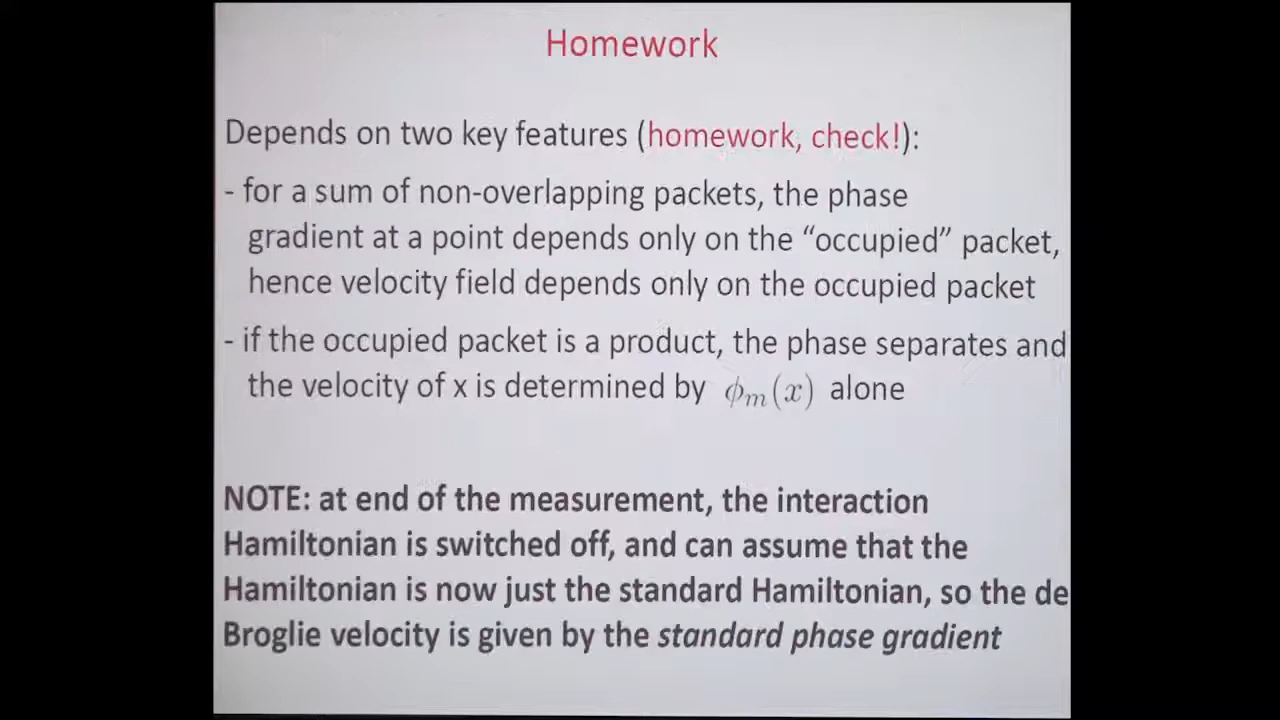 Homework
Depends on two key features (homework, check!):
- for a sum of non-overlapping packets, the phase
gradient at a point depends only on the “occupied” packet,
hence velocity field depends only on the occupied packet
- if the occupied packet is a product, the phase separates and
the velocity of x is determined by ϕₘ(x) alone
NOTE: at end of the measurement, the interaction
Hamiltonian is switched off, and can assume that the
Hamiltonian is now just the standard Hamiltonian, so the de
Broglie velocity is given by the standard phase gradient